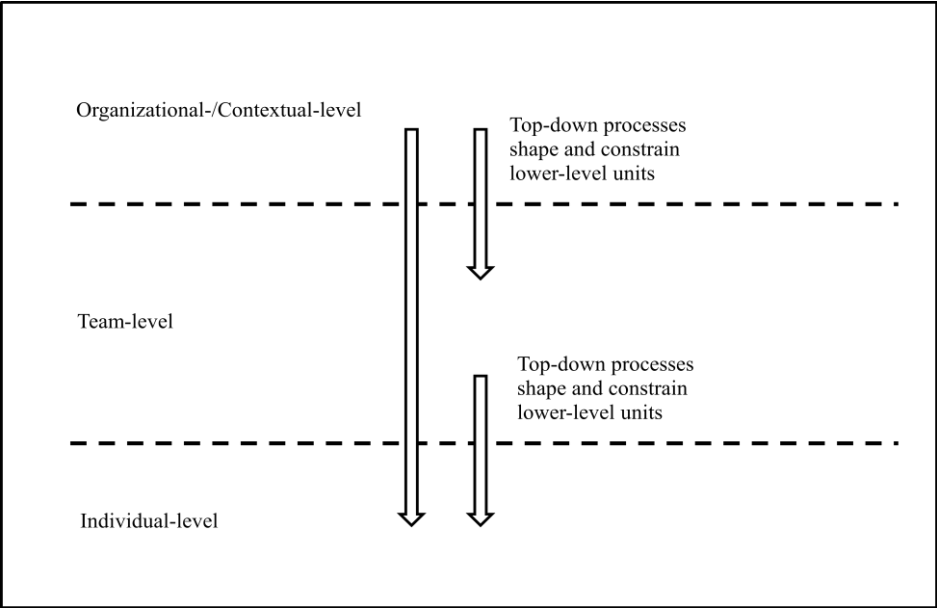 Organizational-/Contextual-level
Top-down processes
shape and constrain
lower-level units
Team-level
Top-down processes
shape and constrain
lower-level units
Individual-level